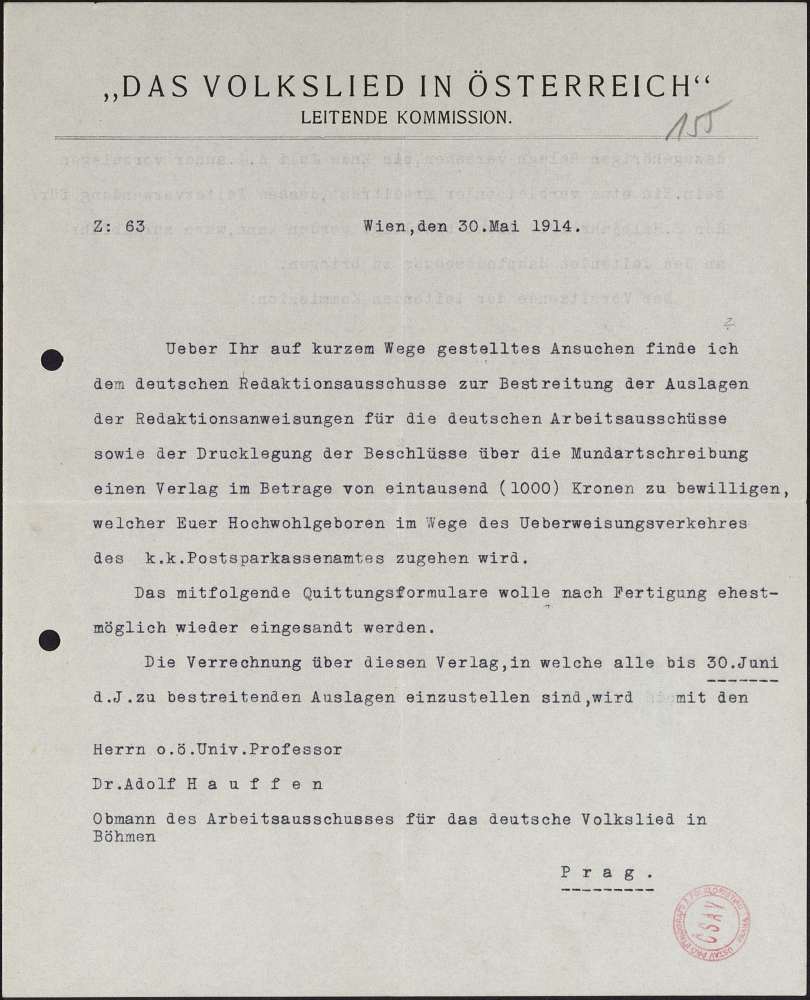 „DAS VOLKSLIED IN ÖSTERREICH“
LEITENDE KOMMISSION.
155
Z: 63 Wien,den 30.Mai 1914.
Ueber Ihr auf kurzem Wege gestelltes Ansuchen finde ich
dem deutschen Redaktionsausschusse zur Bestreitung der Auslagen
der Redaktionsanweisungen für die deutschen Arbeitsausschüsse
sowie der Drucklegung der Beschlüsse über die Mundartschreibung
einen Verlag im Betrage von eintausend (1000) Kronen zu bewilligen,
welcher Euer Hochwohlgeboren im Wege des Ueberweisungsverkehres
des k.k.Postsparkassenamtes zugehen wird.
Das mitfolgende Quittungsformulare wolle nach Fertigung ehest-
möglich wieder eingesandt werden.
Die Verrechnung über diesen Verlag,in welche alle bis 30.Juni
d.J.zu bestreitenden Auslagen einzustellen sind,wird mit den
Herrn o.ö.Univ.Professor
Dr.Adolf H a u f f e n
Obmann des Arbeitsausschusses für das deutsche Volkslied in
Böhmen
P r a g .
ČSAV